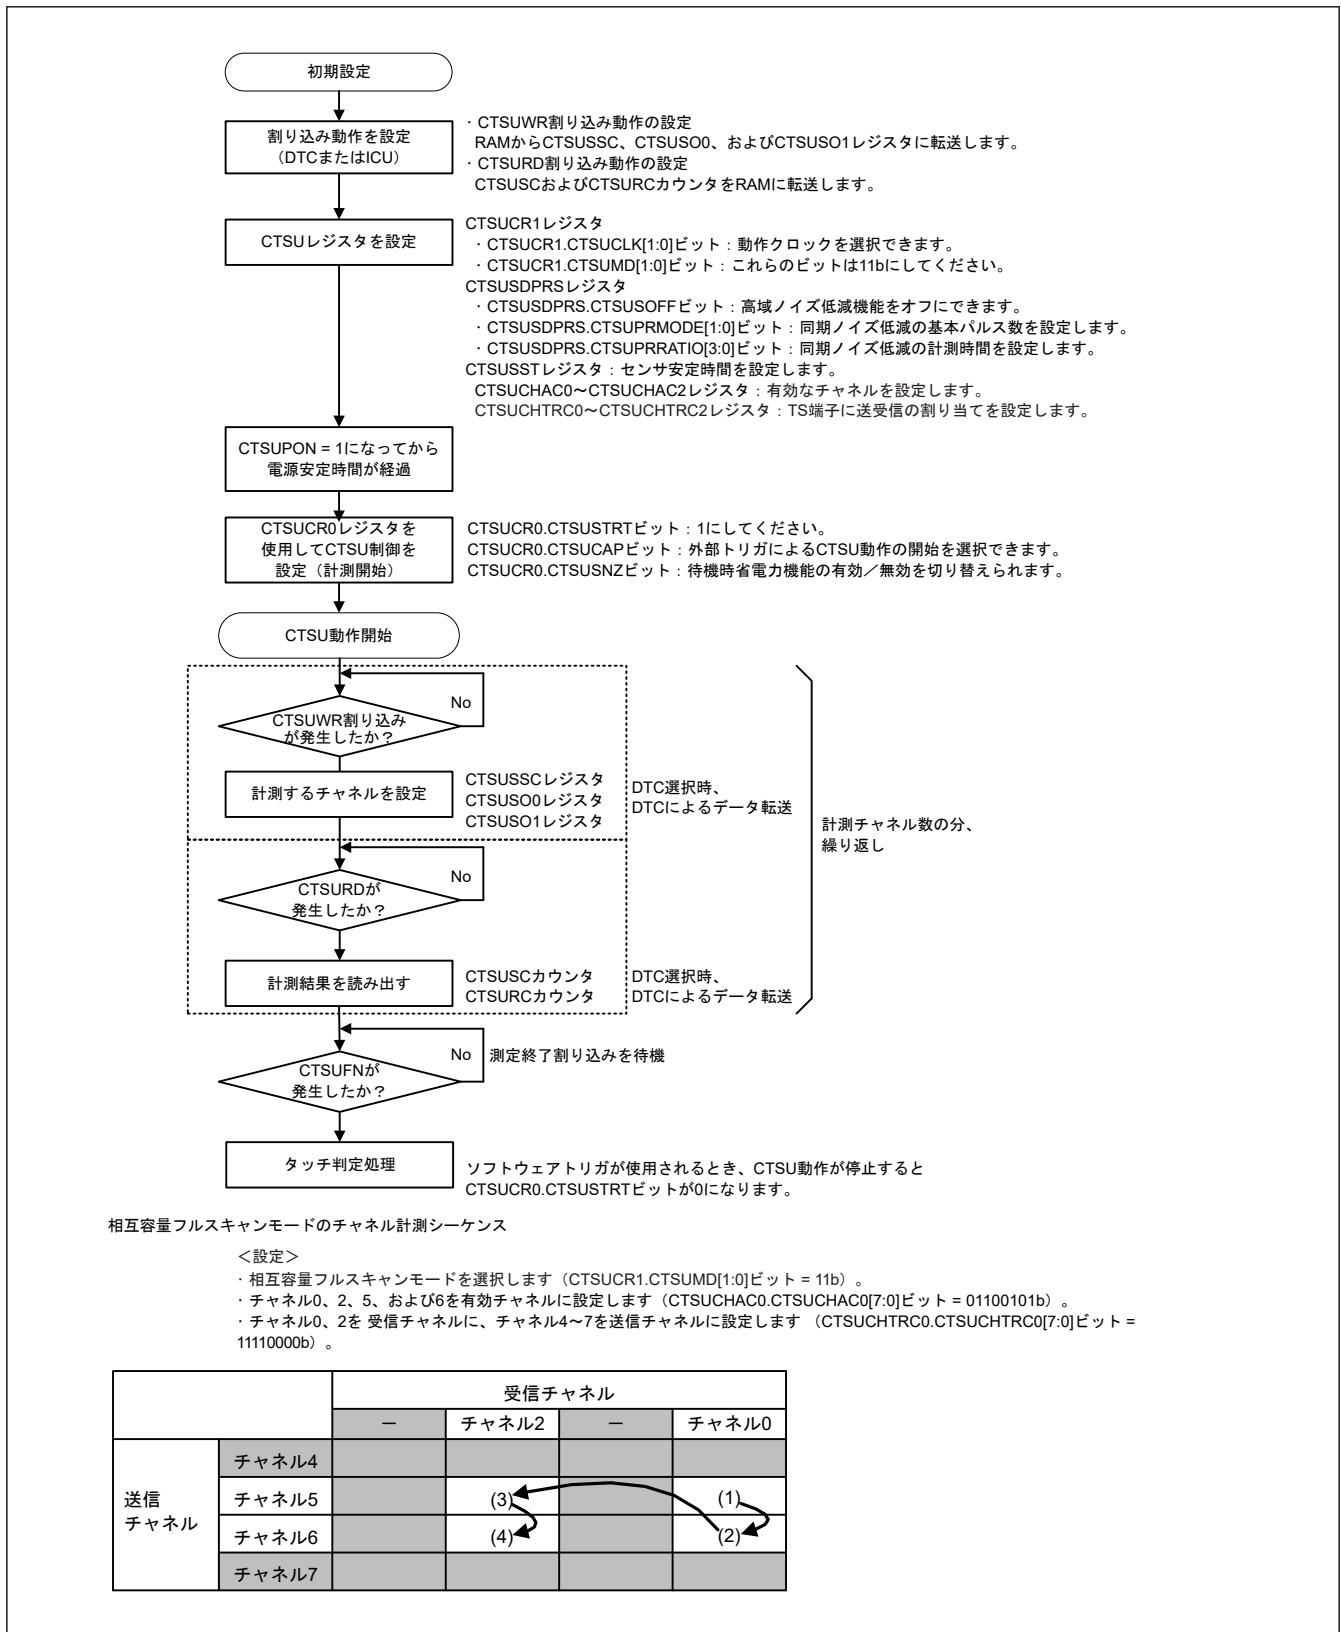 初期設定
割り込み動作を設定
（DTCまたはICU）
・CTSUWR割り込み動作の設定
RAMからCTSUSSC、CTSUSO0、およびCTSUSO1レジスタに転送します。
・CTSURD割り込み動作の設定
CTSUSCおよびCTSURCカウンタをRAMに転送します。
CTSUレジスタを設定
CTSUCR1レジスタ
・CTSUCR1.CTSUCLK[1:0]ビット：動作クロックを選択できます。
・CTSUCR1.CTSUMD[1:0]ビット：これらのビットは11bにしてください。
CTSUSDPRSレジスタ
・CTSUSDPRS.CTSUSOFFビット：高域ノイズ低減機能をオフにできます。
・CTSUSDPRS.CTSUPRMODE[1:0]ビット：同期ノイズ低減の基本パルス数を設定します。
・CTSUSDPRS.CTSUPRRATIO[3:0]ビット：同期ノイズ低減の計測時間を設定します。
CTSUSSTレジスタ：センサ安定時間を設定します。
CTSUCHAC0～CTSUCHAC2レジスタ：有効なチャネルを設定します。
CTSUCHTRC0～CTSUCHTRC2レジスタ：TS端子に送受信の割り当てを設定します。
CTSUPON = 1になってから
電源安定時間が経過
CTSUCR0レジスタを
使用してCTSU制御を
設定（計測開始）
CTSUCR0.CTSUSTRTビット：1にしてください。
CTSUCR0.CTSUCAPビット：外部トリガによるCTSU動作の開始を選択できます。
CTSUCR0.CTSUSNZビット：待機時省電力機能の有効／無効を切り替えられます。
CTSU動作開始
No
CTSUWR割り込み
が発生したか？
計測するチャネルを設定
CTSUSSCレジスタ
CTSUSO0レジスタ
CTSUSO1レジスタ
DTC選択時、
DTCによるデータ転送
計測チャネル数の分、
繰り返し
No
CTSURDが
発生したか？
計測結果を読み出す
CTSUSCカウンタ
CTSURCカウンタ
DTC選択時、
DTCによるデータ転送
No
測定終了割り込みを待機
CTSUFNが
発生したか？
タッチ判定処理
ソフトウェアトリガが使用されるとき、CTSU動作が停止すると
CTSUCR0.CTSUSTRTビットが0になります。
相互容量フルスキャンモードのチャネル計測シーケンス
＜設定＞
・相互容量フルスキャンモードを選択します（CTSUCR1.CTSUMD[1:0]ビット = 11b）。
・チャネル0、2、5、および6を有効チャネルに設定します（CTSUCHAC0.CTSUCHAC0[7:0]ビット = 01100101b）。
・チャネル0、2を 受信チャネルに、チャネル4～7を送信チャネルに設定します （CTSUCHTRC0.CTSUCHTRC0[7:0]ビット =
11110000b）。
受信チャネル
－ チャネル2 － チャネル0
送信
チャネル
チャネル4
チャネル5 (3) (1)
チャネル6 (4) (2)
チャネル7